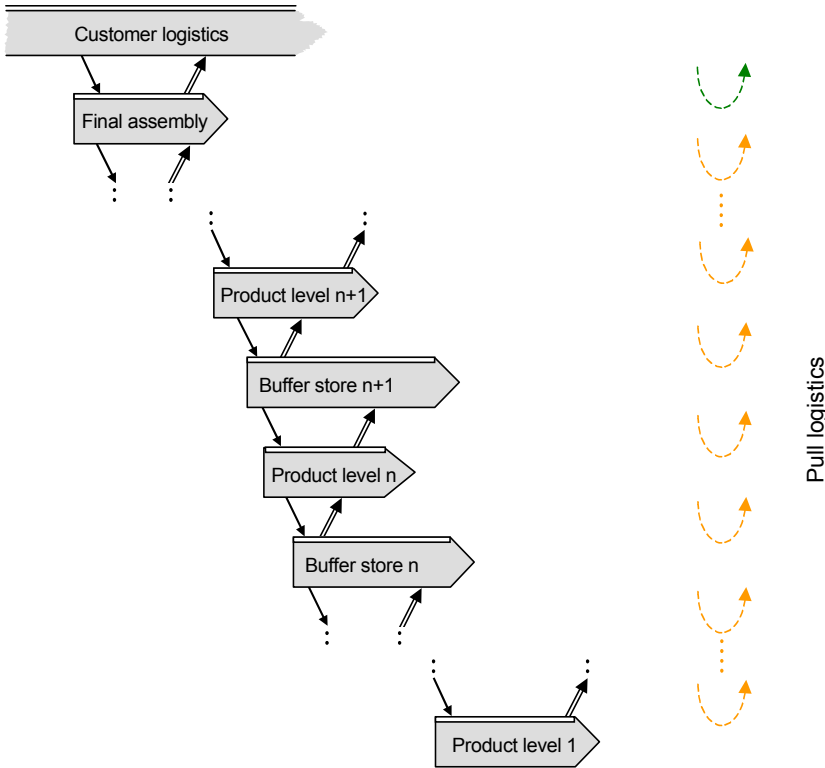 Customer logistics
Final assembly
Product level n+1
Buffer store n+1
Product level n
Buffer store n
Product level 1
Pull logistics